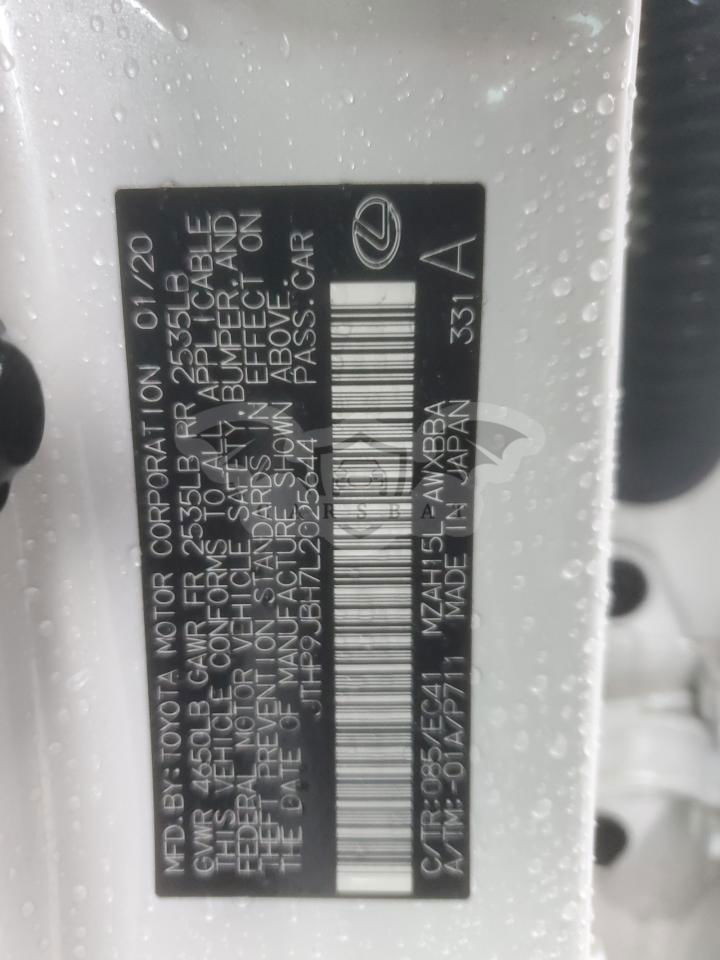 MFD.BY:TOYOTA MOTOR CORPORATION 01/20
GVWR 4650LB GAWR FR 2535LB RR 2535LB
THIS VEHICLE CONFORMS TO ALL APPLICABLE
FEDERAL MOTOR VEHICLE SAFETY, BUMPER, AND
THEFT PREVENTION STANDARDS IN EFFECT ON
THE DATE OF MANUFACTURE SHOWN ABOVE.
JTHP9JBH7L2025644 PASS.CAR
C/TR:085/EC41 MZAH15L-AWXBBA 331
A/TM:-01A/P711 MADE IN JAPAN A